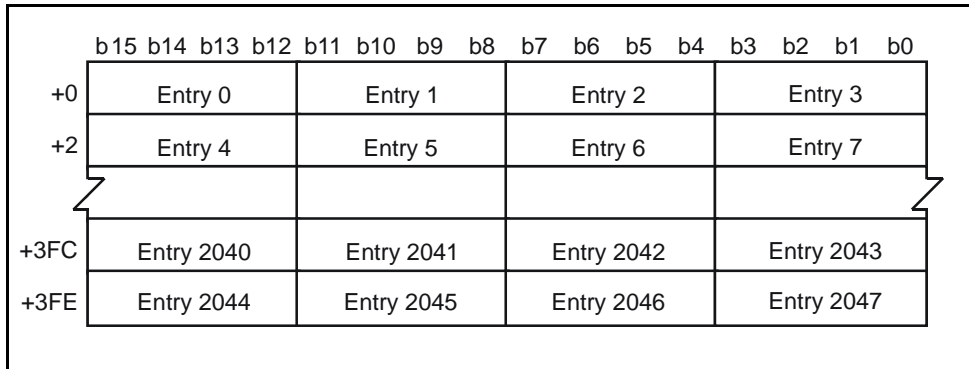 b15 b14 b13 b12 b11 b10 b9 b8 b7 b6 b5 b4 b3 b2 b1 b0
+0 Entry 0 Entry 1 Entry 2 Entry 3
+2 Entry 4 Entry 5 Entry 6 Entry 7
+3FC Entry 2040 Entry 2041 Entry 2042 Entry 2043
+3FE Entry 2044 Entry 2045 Entry 2046 Entry 2047